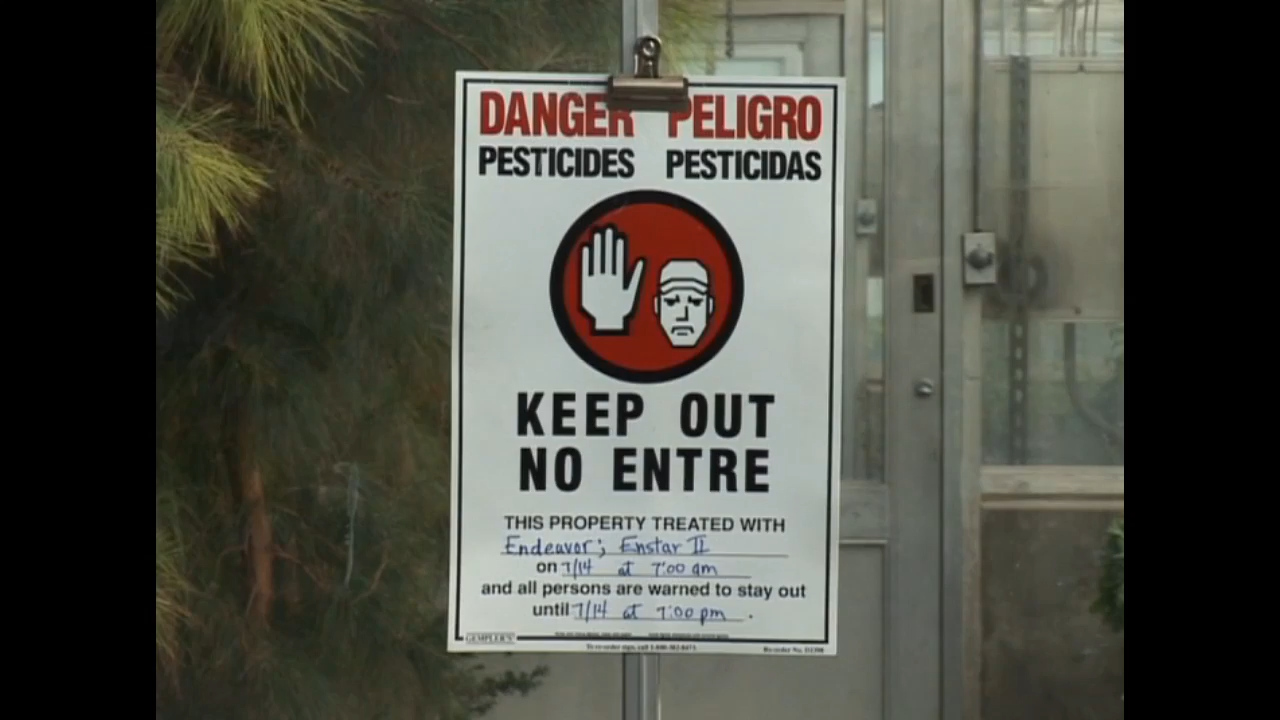 DANGER PELIGRO
PESTICIDES PESTICIDAS
KEEP OUT
NO ENTRE
THIS PROPERTY TREATED WITH
Endeavor; Enstar II
on 7/14 at 7:00 am
and all persons are warned to stay out
until 7/14 at 7:00 pm .
GEMPLER'S